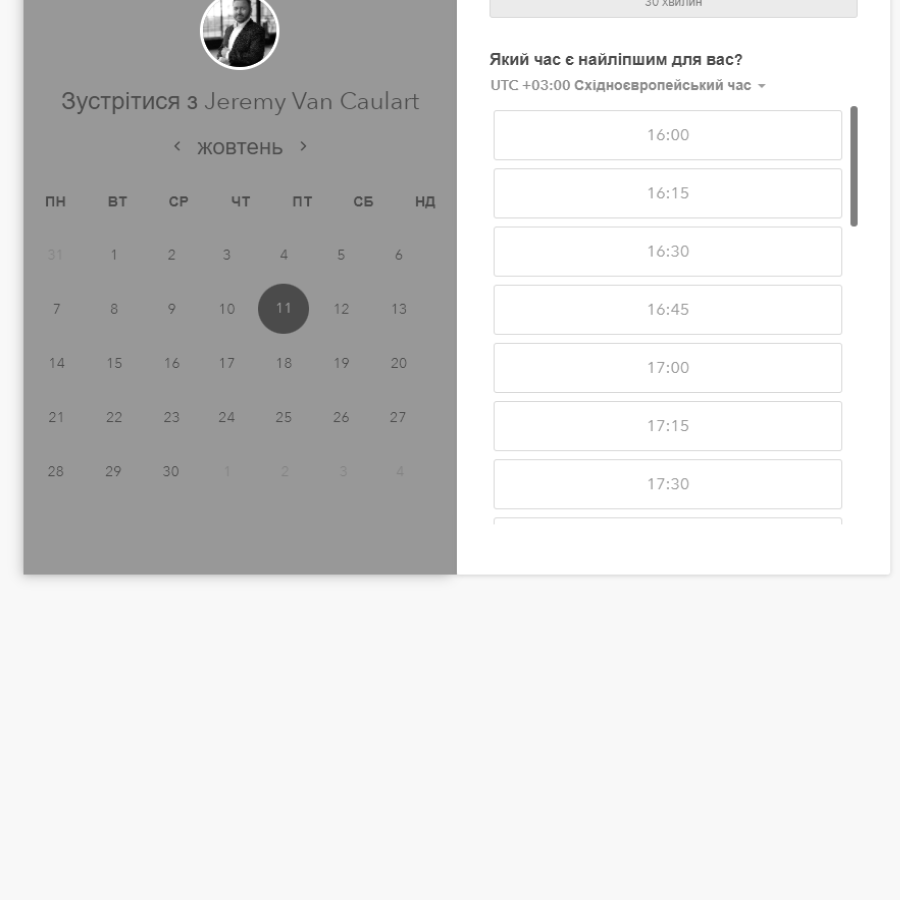 Зустрітися з Jeremy Van Caulart
жовтень
ПН ВТ СР ЧТ ПТ СБ НД
31 1 2 3 4 5 6
7 8 9 10 11 12 13
14 15 16 17 18 19 20
21 22 23 24 25 26 27
28 29 30 1 2 3 4
30 хвилин
Який час є найліпшим для вас?
UTC +03:00 Східноєвропейський час
16:00
16:15
16:30
16:45
17:00
17:15
17:30